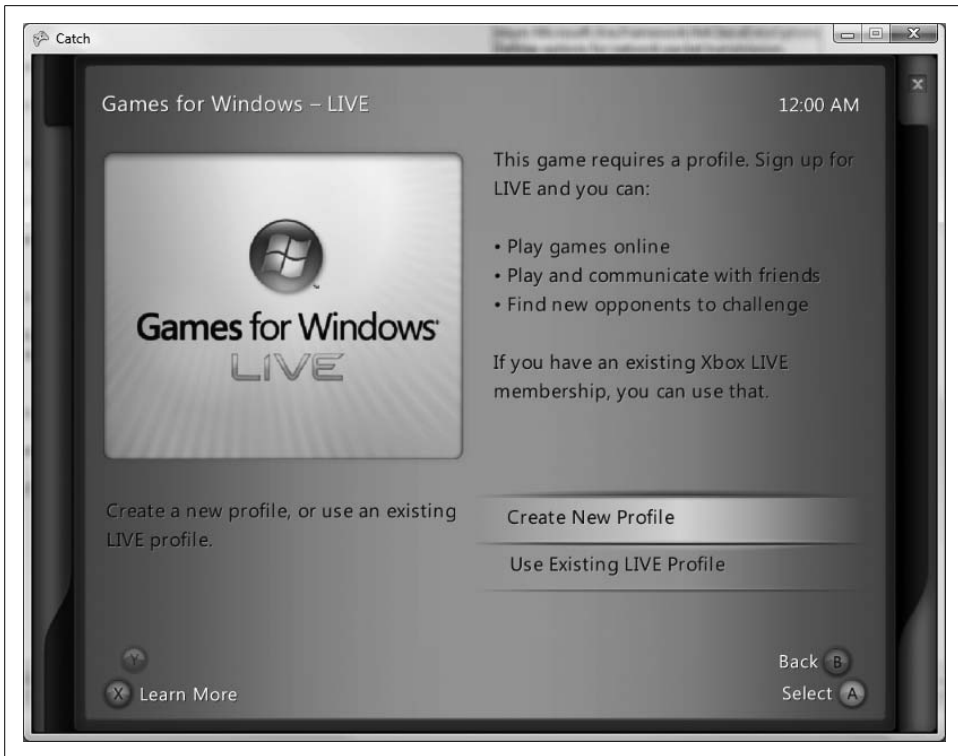 Catch
Games for Windows – LIVE
12:00 AM
Games for Windows®
LIVE
This game requires a profile. Sign up for
LIVE and you can:
• Play games online
• Play and communicate with friends
• Find new opponents to challenge
If you have an existing Xbox LIVE
membership, you can use that.
Create a new profile, or use an existing
LIVE profile.
Create New Profile
Use Existing LIVE Profile
Y
X Learn More
Back B
Select A